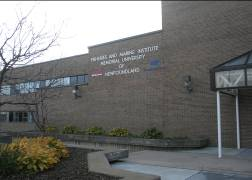 FISHERIES AND MARINE INSTITUTE
MEMORIAL UNIVERSITY
OF
NEWFOUNDLAND